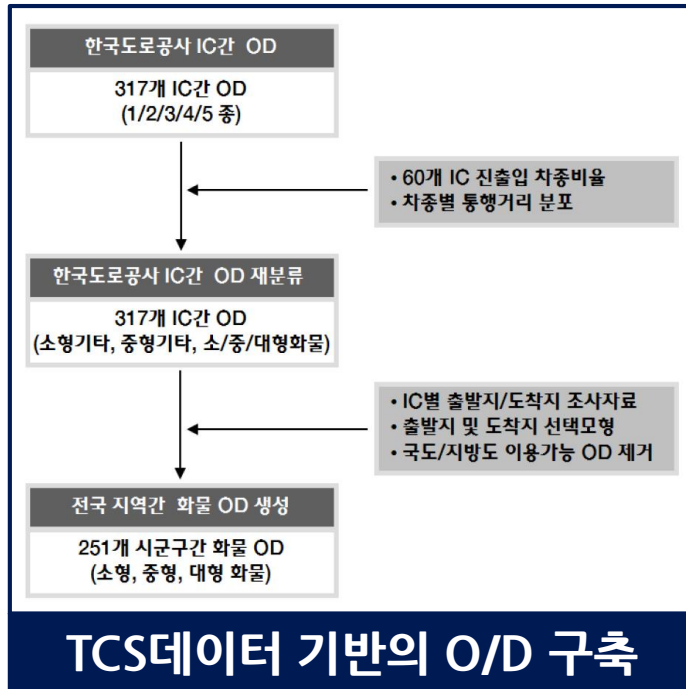 한국도로공사 IC간 OD
317개 IC간 OD
(1/2/3/4/5 종)
• 60개 IC 진출입 차종비율
• 차종별 통행거리 분포
한국도로공사 IC간 OD 재분류
317개 IC간 OD
(소형기타, 중형기타, 소/중/대형화물)
• IC별 출발지/도착지 조사자료
• 출발지 및 도착지 선택모형
• 국도/지방도 이용가능 OD 제거
전국 지역간 화물 OD 생성
251개 시군구간 화물 OD
(소형, 중형, 대형 화물)
TCS데이터 기반의 O/D 구축